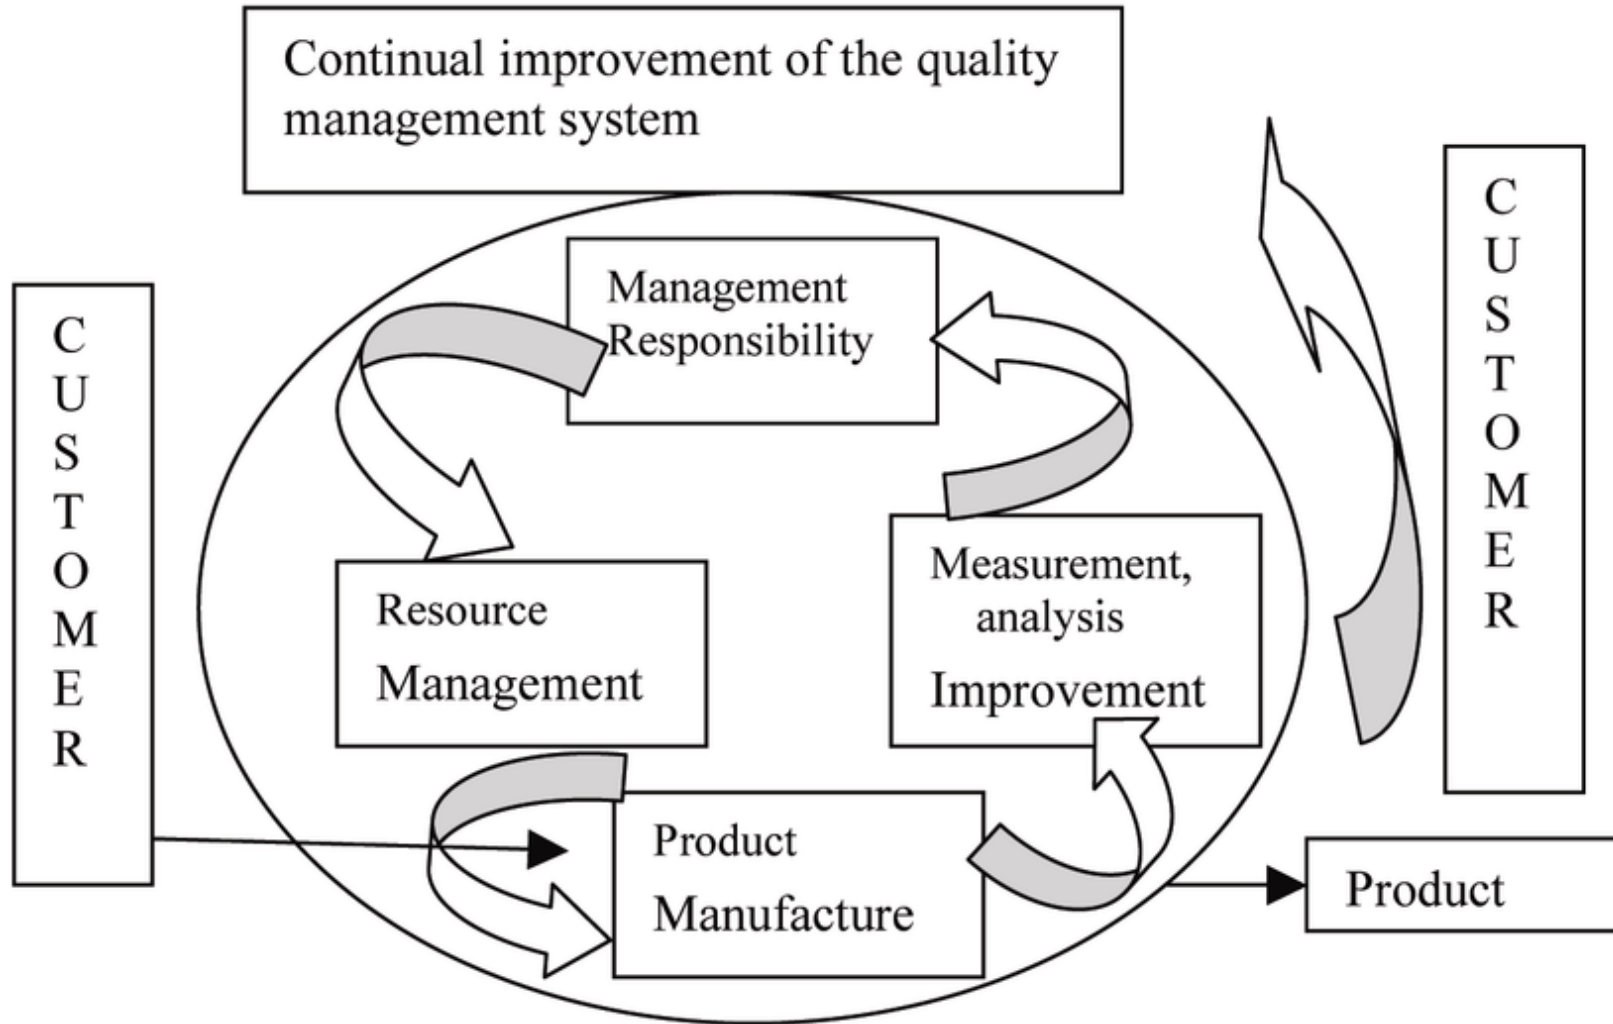 Continual improvement of the quality
management system
C
U
S
T
O
M
E
R
Management
Responsibility
Resource
Management
Measurement,
analysis
Improvement
Product
Manufacture
C
U
S
T
O
M
E
R
Product